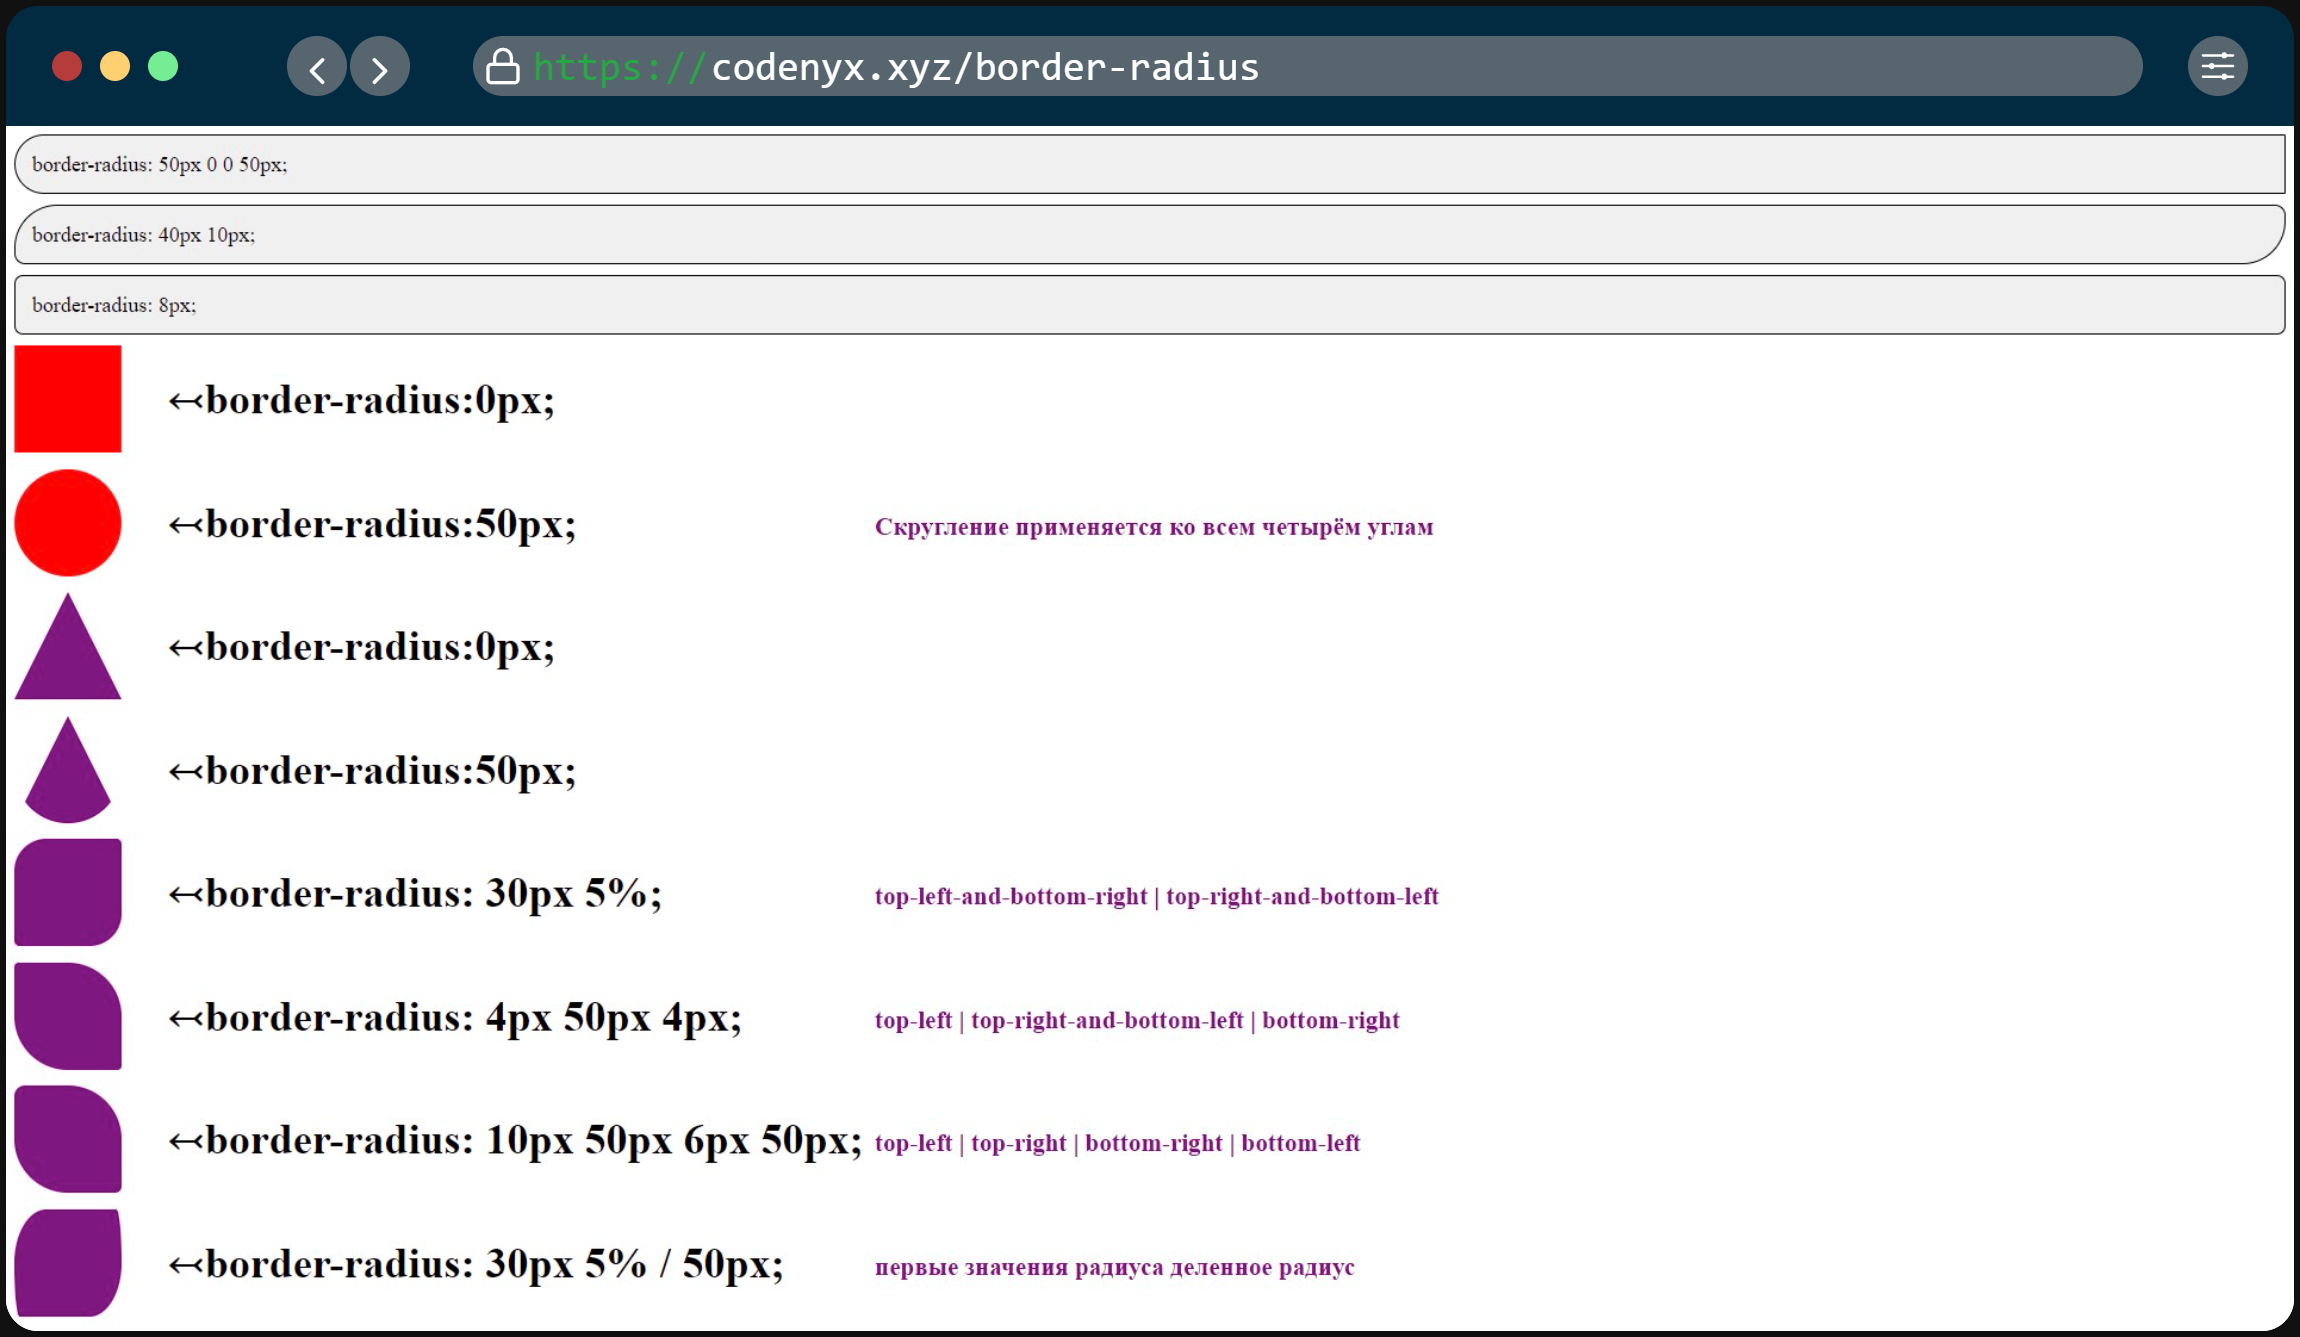 https://codenyx.xyz/border-radius
border-radius: 50px 0 0 50px;
border-radius: 40px 10px;
border-radius: 8px;
⤙border-radius:0px;
⤙border-radius:50px; Скругление применяется ко всем четырём углам
⤙border-radius:0px;
⤙border-radius:50px;
⤙border-radius: 30px 5%; top-left-and-bottom-right | top-right-and-bottom-left
⤙border-radius: 4px 50px 4px; top-left | top-right-and-bottom-left | bottom-right
⤙border-radius: 10px 50px 6px 50px; top-left | top-right | bottom-right | bottom-left
⤙border-radius: 30px 5% / 50px; первые значения радиуса деленное радиус